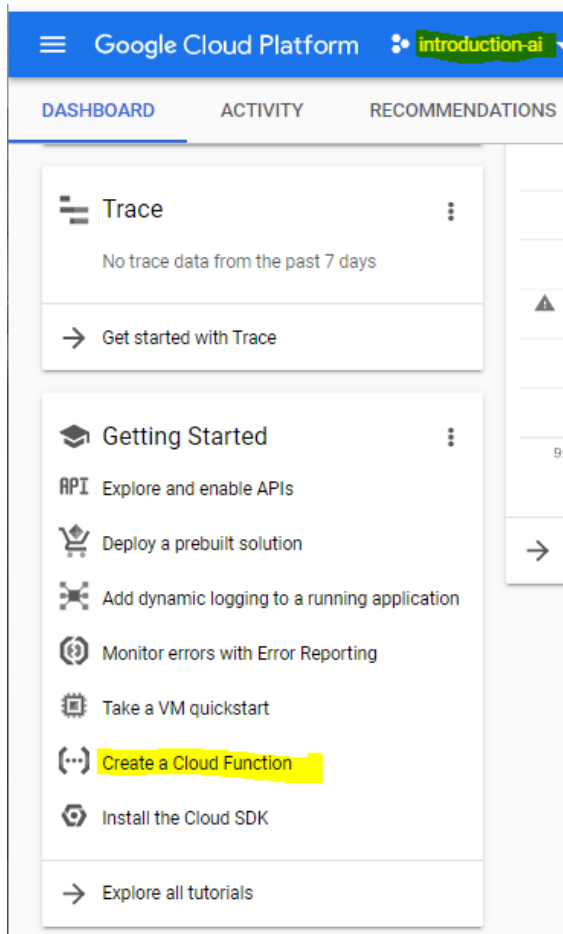 Google Cloud Platform introduction-ai
DASHBOARD ACTIVITY RECOMMENDATIONS
Trace
No trace data from the past 7 days
Get started with Trace
Getting Started
API Explore and enable APIs
Deploy a prebuilt solution
Add dynamic logging to a running application
Monitor errors with Error Reporting
Take a VM quickstart
Create a Cloud Function
Install the Cloud SDK
Explore all tutorials